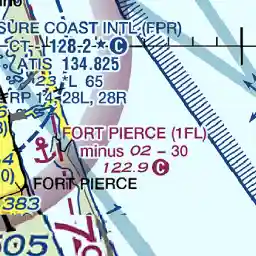 SURE COAST INTL (FPR)
CT - 128.2 * C
ATIS 134.825
23 *L 65
RP 14-28L, 28R
FORT PIERCE (1FL)
minus 02 - 30
122.9 C
FORT PIERCE
383
505